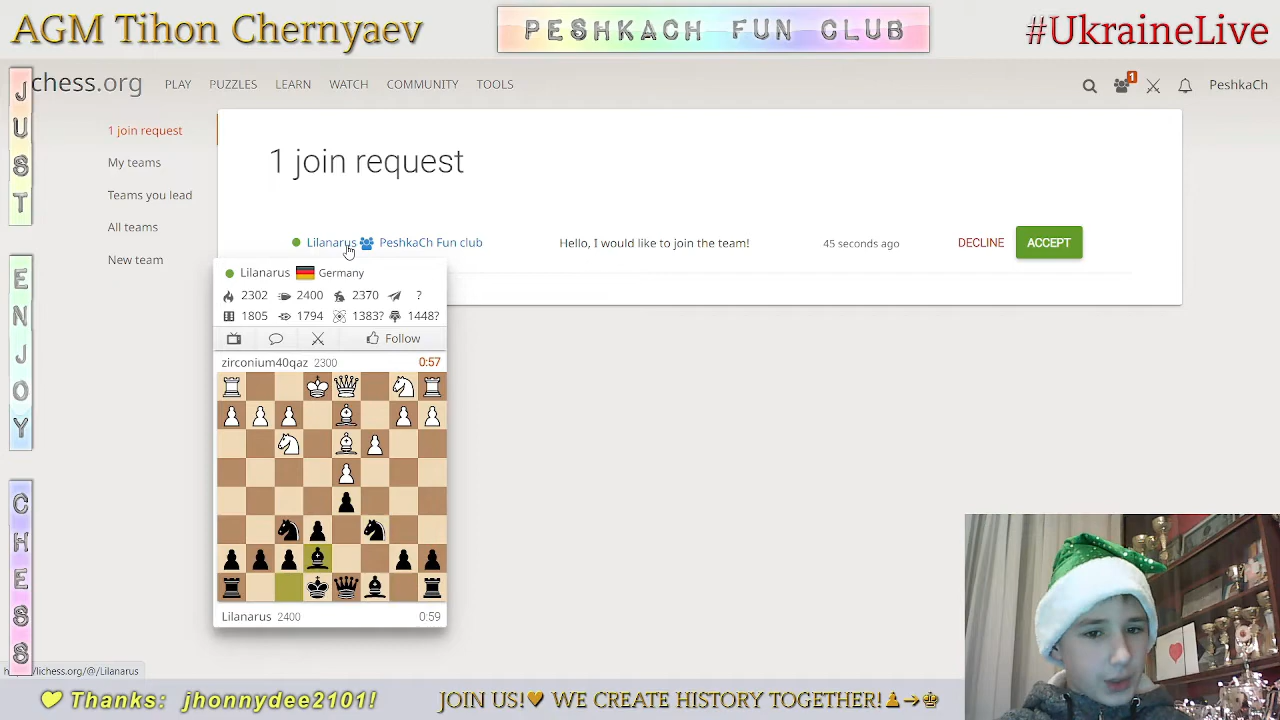 AGM Tihon Chernyaev
PESHKACH FUN CLUB
#UkraineLive
JUST
ENJOY
CHESS
chess.org
PLAY PUZZLES LEARN WATCH COMMUNITY TOOLS
1
PeshkaCh
1 join request
My teams
Teams you lead
All teams
New team
1 join request
Lilanarus PeshkaCh Fun club Hello, I would like to join the team! 45 seconds ago DECLINE ACCEPT
Lilanarus Germany
2302 2400 2370 ?
1805 1794 1383? 1448?
Follow
zirconium40qaz 2300 0:57
Lilanarus 2400 0:59
/lichess.org/@/Lilanarus
Thanks: jhonnydee2101!
JOIN US! WE CREATE HISTORY TOGETHER!